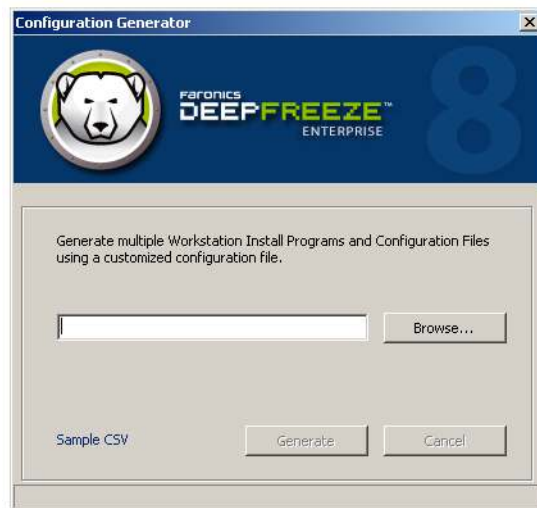 Configuration Generator
FARONICS
DEEPFREEZE™
ENTERPRISE
8
Generate multiple Workstation Install Programs and Configuration Files
using a customized configuration file.
Browse...
Sample CSV
Generate
Cancel